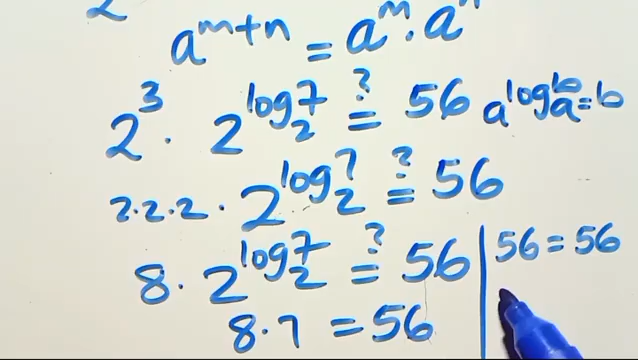 2
a^{m+n} = a^m · a^n
2^3 · 2^{log_2 7} ?= 56 a^{log_a b} = b
2·2·2 · 2^{log_2 7} ?= 56
8 · 2^{log_2 7} ?= 56 | 56 = 56
8 · 7 = 56